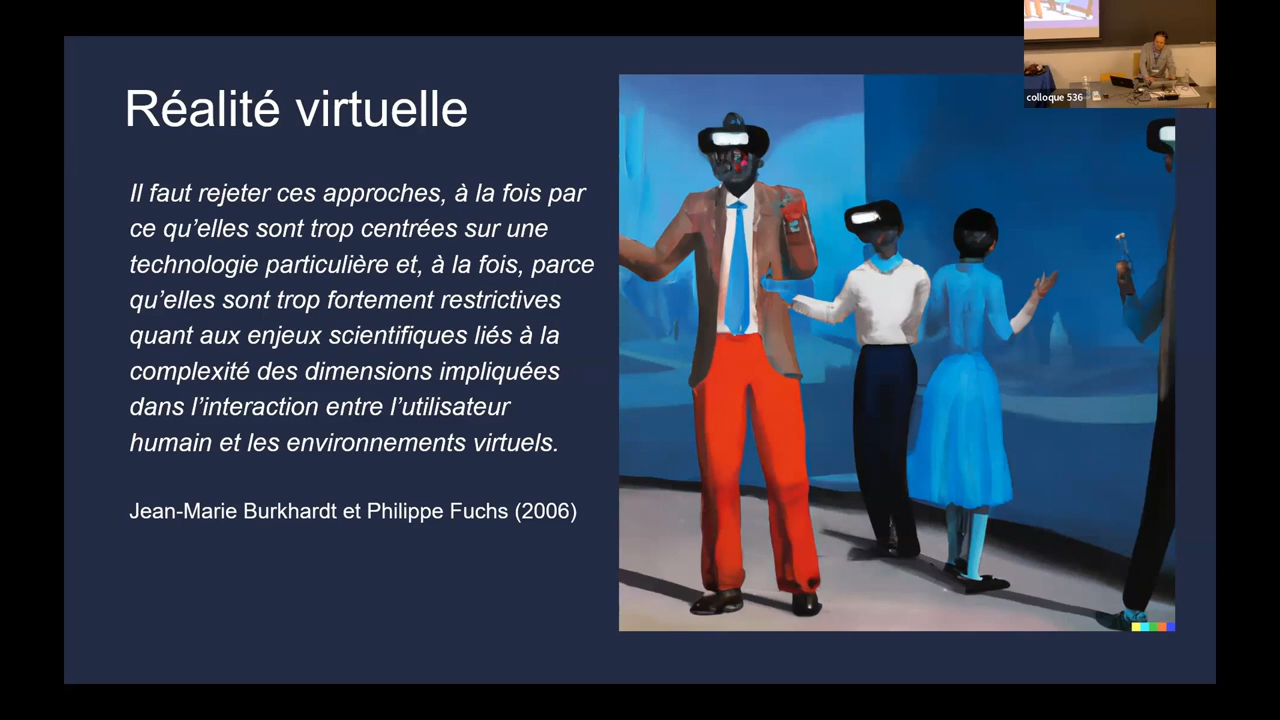 Réalité virtuelle
Il faut rejeter ces approches, à la fois par
ce qu’elles sont trop centrées sur une
technologie particulière et, à la fois, parce
qu’elles sont trop fortement restrictives
quant aux enjeux scientifiques liés à la
complexité des dimensions impliquées
dans l’interaction entre l’utilisateur
humain et les environnements virtuels.
Jean-Marie Burkhardt et Philippe Fuchs (2006)
colloque 536